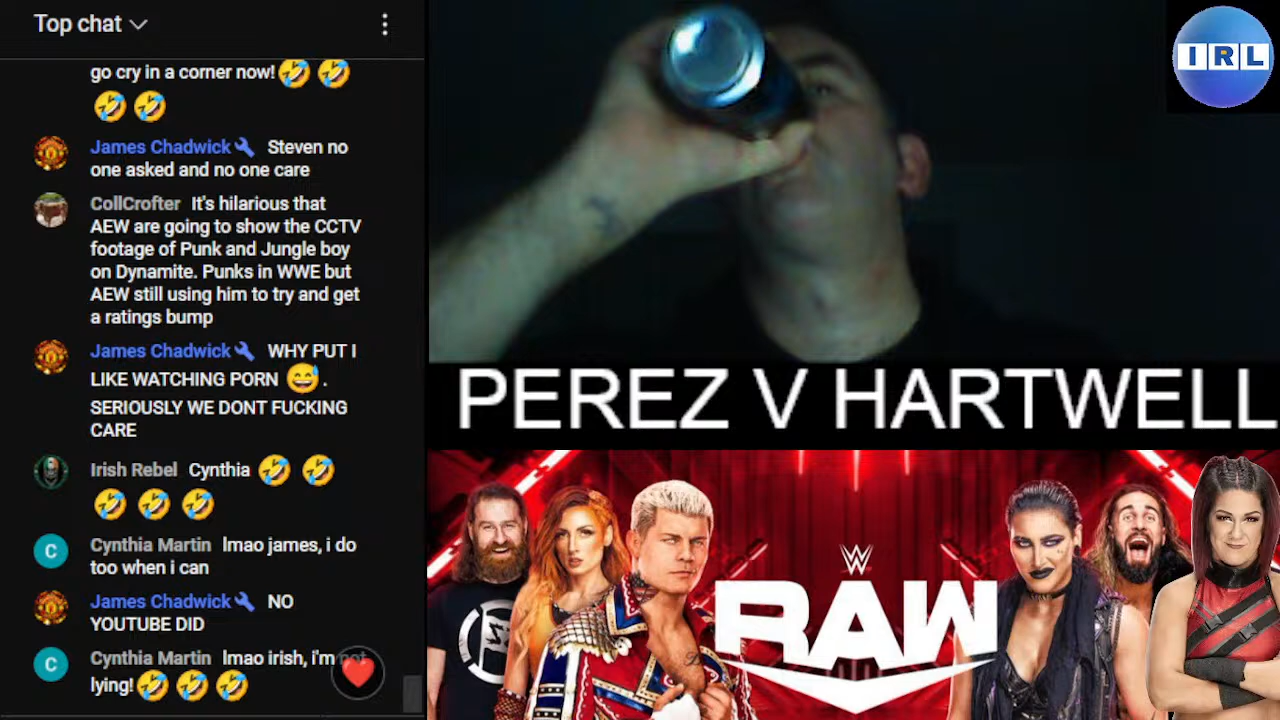 Top chat
go cry in a corner now!🤣 🤣
🤣 🤣
James Chadwick Steven no
one asked and no one care
CollCrofter It's hilarious that
AEW are going to show the CCTV
footage of Punk and Jungle boy
on Dynamite. Punks in WWE but
AEW still using him to try and get
a ratings bump
James Chadwick WHY PUT I
LIKE WATCHING PORN 😅 .
SERIOUSLY WE DONT FUCKING
CARE
Irish Rebel Cynthia 🤣 🤣
🤣 🤣 🤣
Cynthia Martin lmao james, i do
too when i can
James Chadwick NO
YOUTUBE DID
Cynthia Martin lmao irish, i'm not
lying!🤣 🤣 🤣
C
C
IRL
PEREZ V HARTWELL
W
RAW